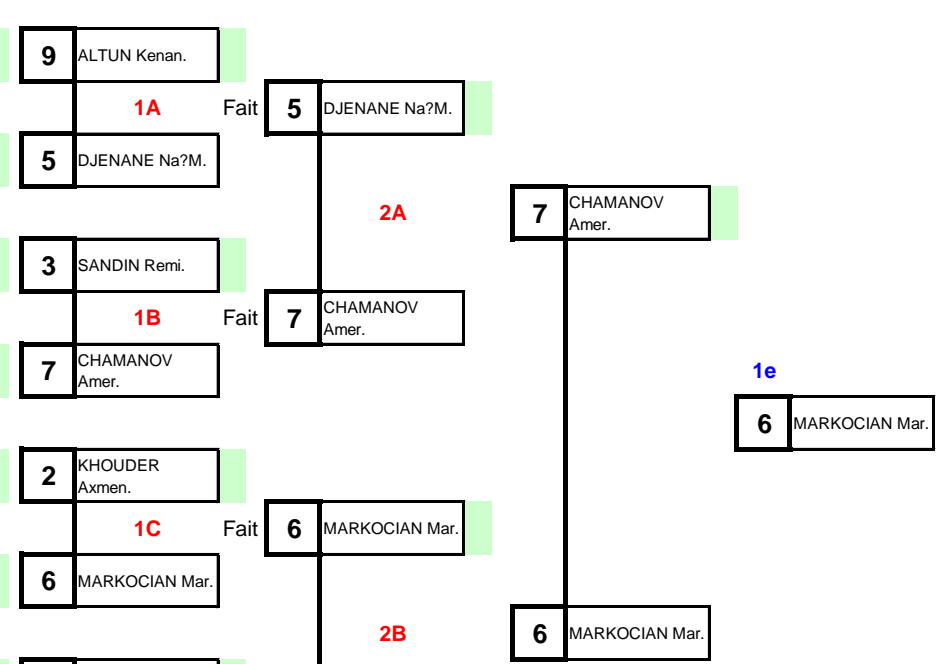 9 ALTUN Kenan.
1A Fait 5 DJENANE Na?M.
5 DJENANE Na?M.
2A 7 CHAMANOV
Amer.
3 SANDIN Remi.
1B Fait 7 CHAMANOV
Amer.
7 CHAMANOV
Amer.
1e
6 MARKOCIAN Mar.
2 KHOUDER
Axmen.
1C Fait 6 MARKOCIAN Mar.
6 MARKOCIAN Mar.
2B 6 MARKOCIAN Mar.